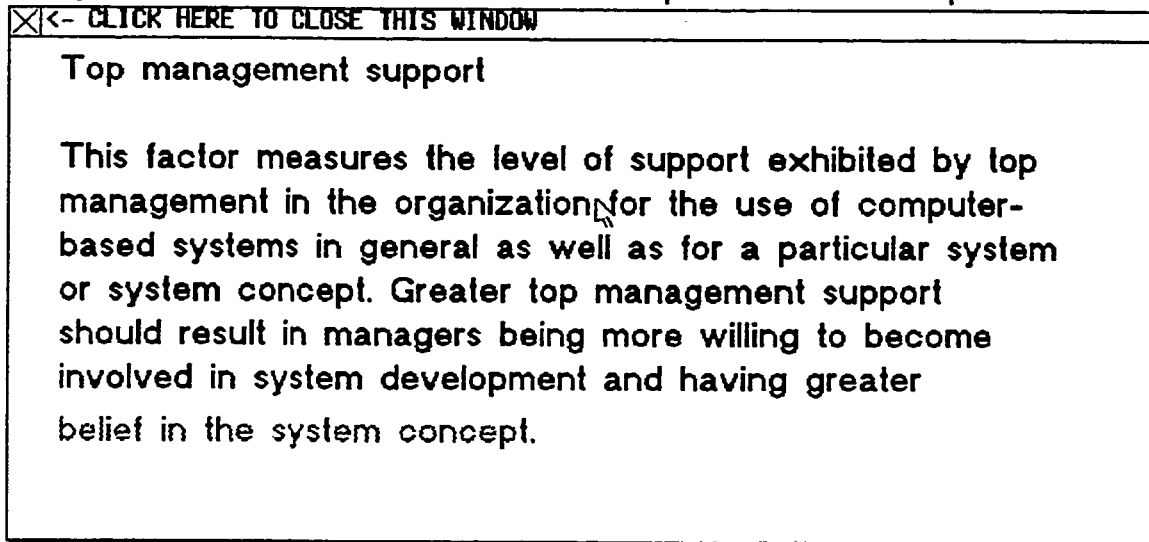 <- CLICK HERE TO CLOSE THIS WINDOW
Top management support
This factor measures the level of support exhibited by top
management in the organization for the use of computer-
based systems in general as well as for a particular system
or system concept. Greater top management support
should result in managers being more willing to become
involved in system development and having greater
belief in the system concept.